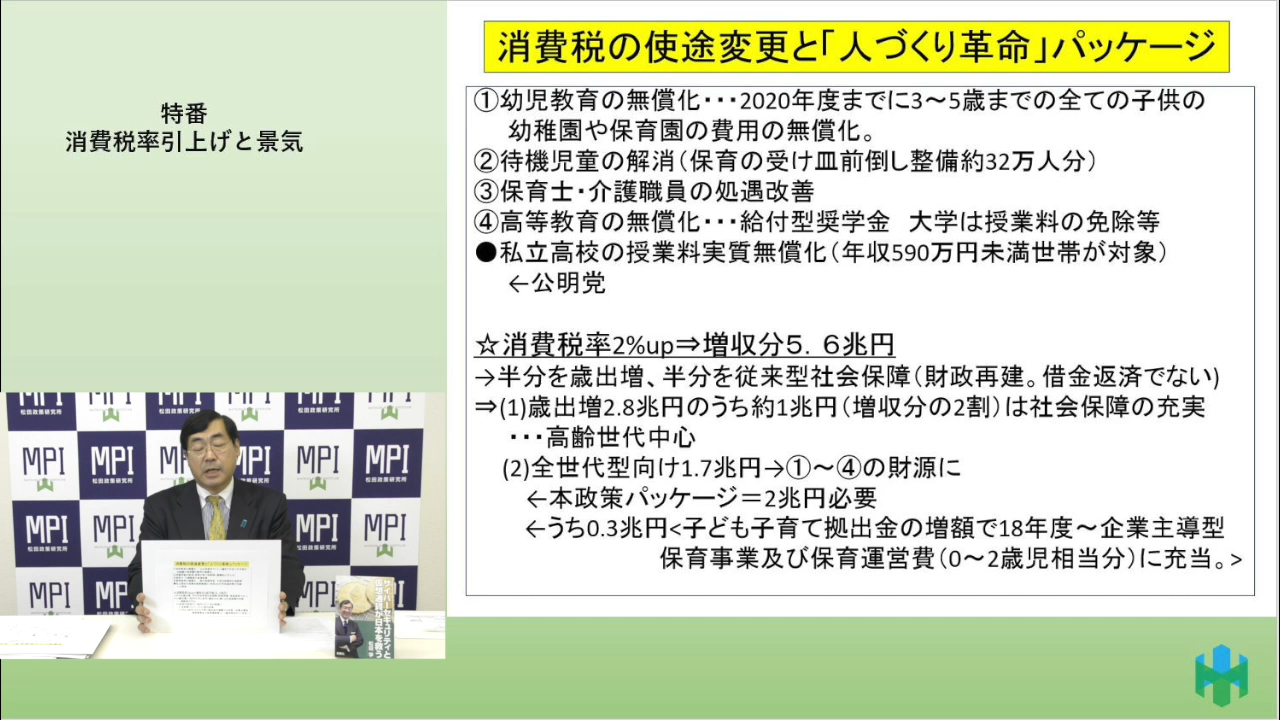 特番
消費税率引上げと景気
消費税の使途変更と「人づくり革命」パッケージ
①幼児教育の無償化・・・2020年度までに3～5歳までの全ての子供の
幼稚園や保育園の費用の無償化。
②待機児童の解消（保育の受け皿前倒し整備約32万人分）
③保育士・介護職員の処遇改善
④高等教育の無償化・・・給付型奨学金　大学は授業料の免除等
●私立高校の授業料実質無償化（年収590万円未満世帯が対象）
←公明党
☆消費税率2%up⇒増収分５．６兆円
→半分を歳出増、半分を従来型社会保障（財政再建。借金返済でない）
⇒(1)歳出増2.8兆円のうち約1兆円（増収分の2割）は社会保障の充実
・・・高齢世代中心
(2)全世代型向け1.7兆円→①～④の財源に
←本政策パッケージ＝2兆円必要
←うち0.3兆円<子ども子育て拠出金の増額で18年度～企業主導型
保育事業及び保育運営費（0～2歳児相当分）に充当。>
MPI
松田政策研究所